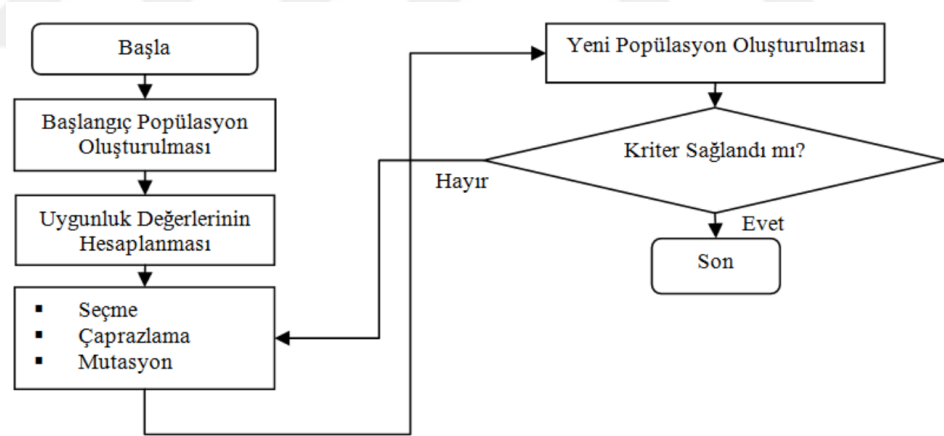 Başla
Başlangıç Popülasyon
Oluşturulması
Uygunluk Değerlerinin
Hesaplanması
▪ Seçme
▪ Çaprazlama
▪ Mutasyon
Yeni Popülasyon Oluşturulması
Kriter Sağlandı mı?
Hayır
Evet
Son